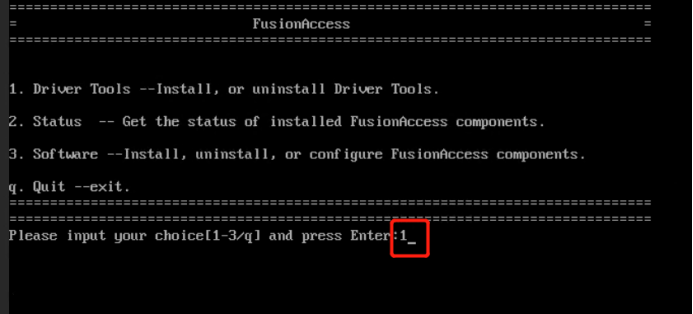 ================================================================================
= FusionAccess =
================================================================================
1. Driver Tools --Install, or uninstall Driver Tools.
2. Status -- Get the status of installed FusionAccess components.
3. Software --Install, uninstall, or configure FusionAccess components.
q. Quit --exit.
================================================================================
================================================================================
Please input your choice[1-3/q] and press Enter:1_